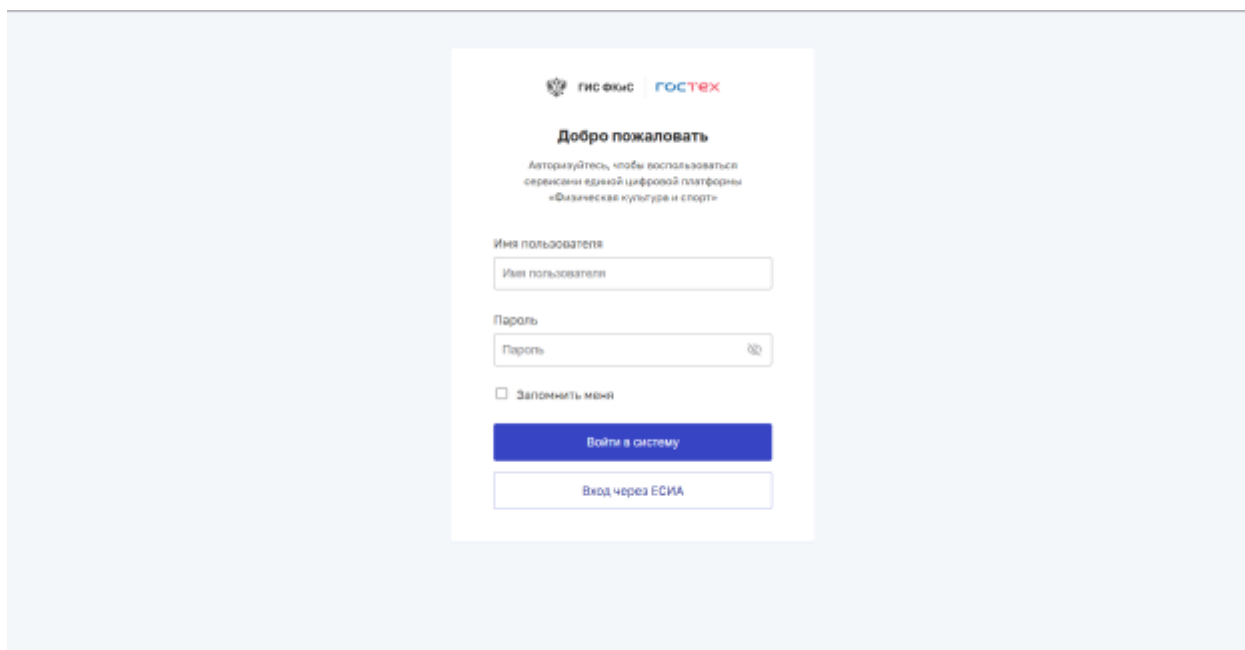 ГИС ФКиС ГОСТЕХ
Добро пожаловать
Авторизуйтесь, чтобы воспользоваться
сервисами единой цифровой платформы
«Физическая культура и спорт»
Имя пользователя
Имя пользователя
Пароль
Пароль
Запомнить меня
Войти в систему
Вход через ЕСИА